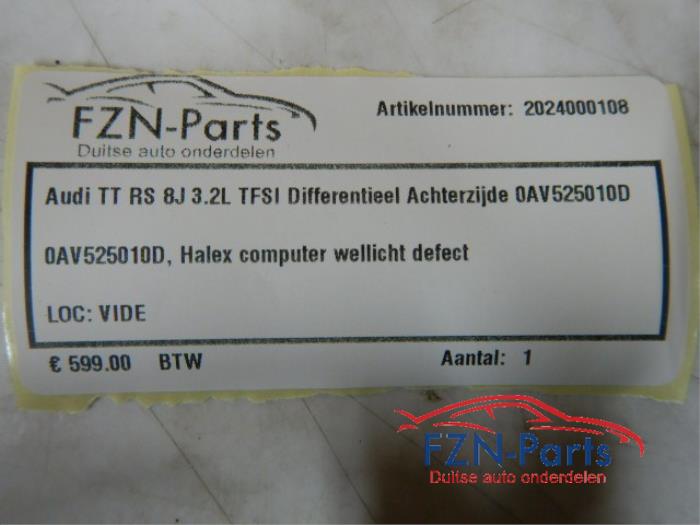 FZN-Parts
Duitse auto onderdelen
Artikelnummer: 2024000108
Audi TT RS 8J 3.2L TFSI Differentieel Achterzijde 0AV525010D
0AV525010D, Halex computer wellicht defect
LOC: VIDE
€ 599.00 BTW Aantal: 1
FZN-Parts
Duitse auto onderdelen